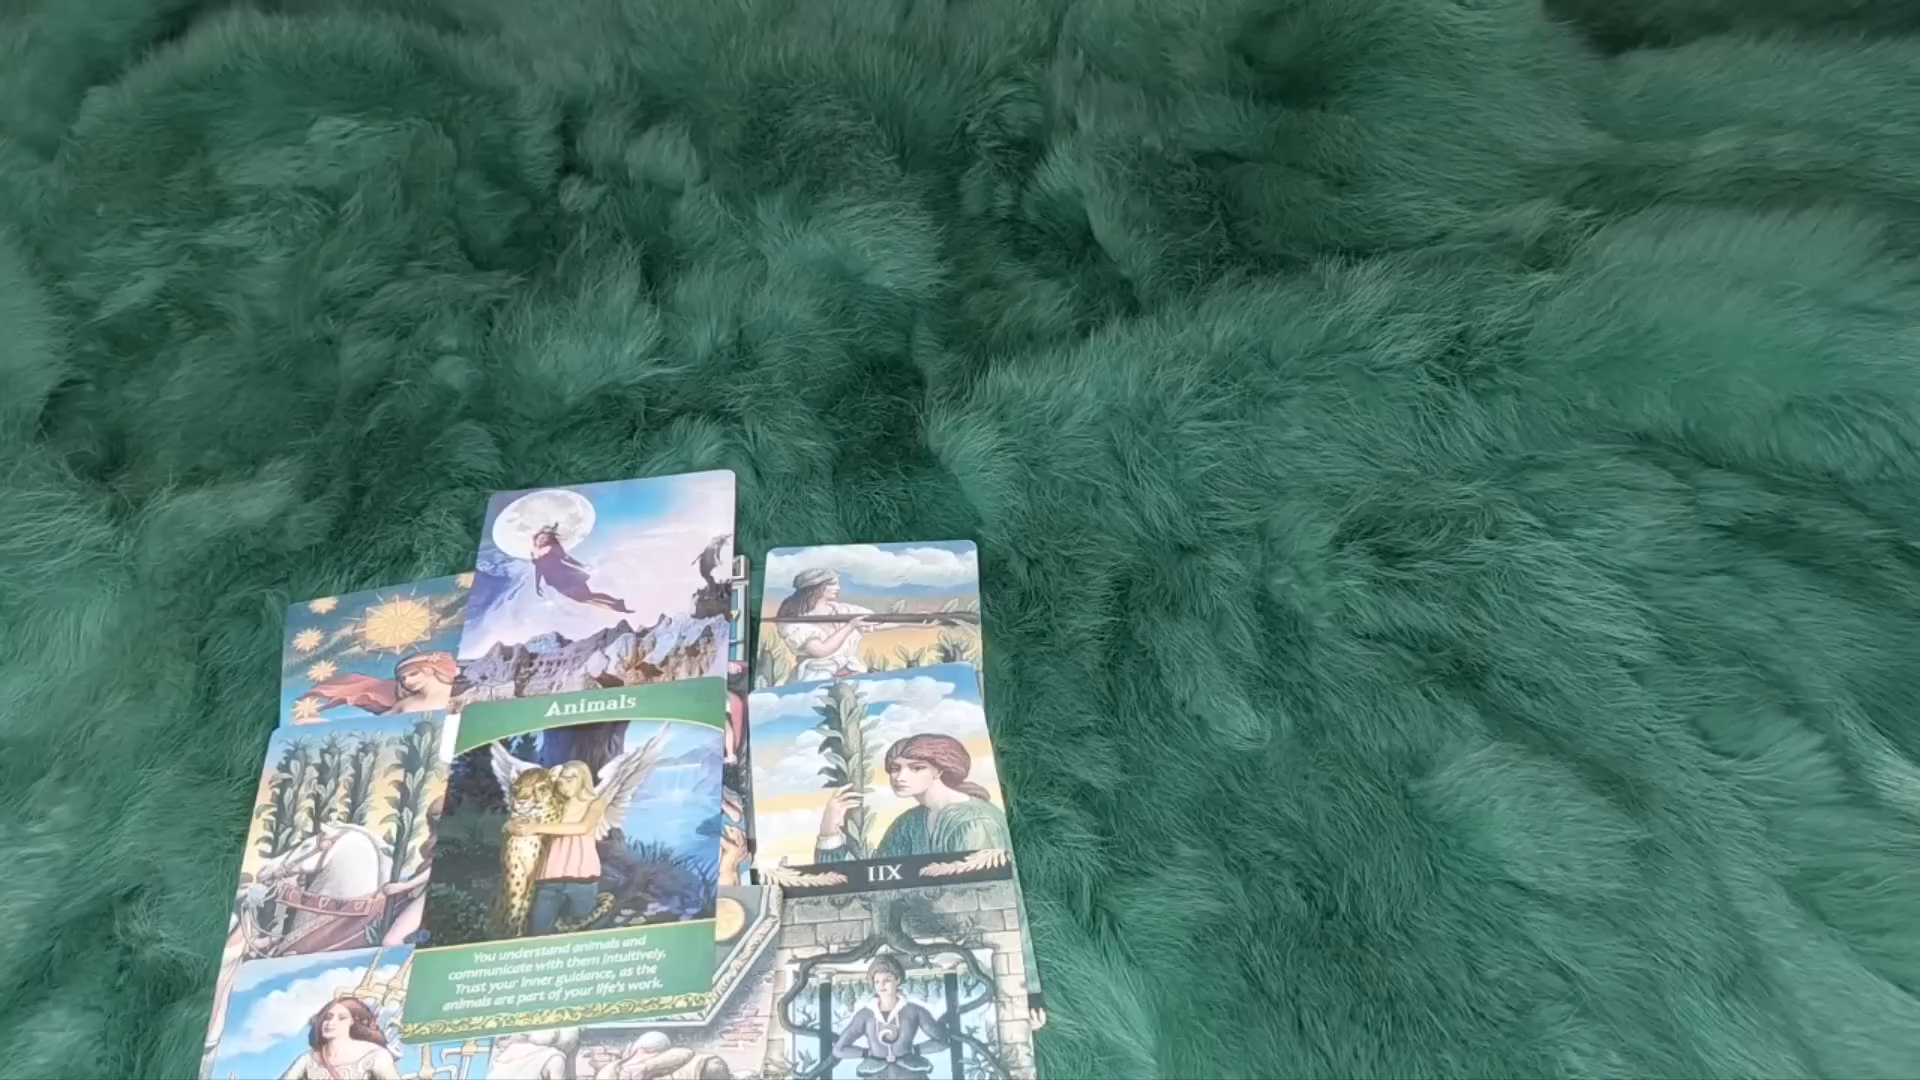 Animals
You understand animals and
communicate with them intuitively.
Trust your inner guidance, as the
animals are part of your life's work.
XII